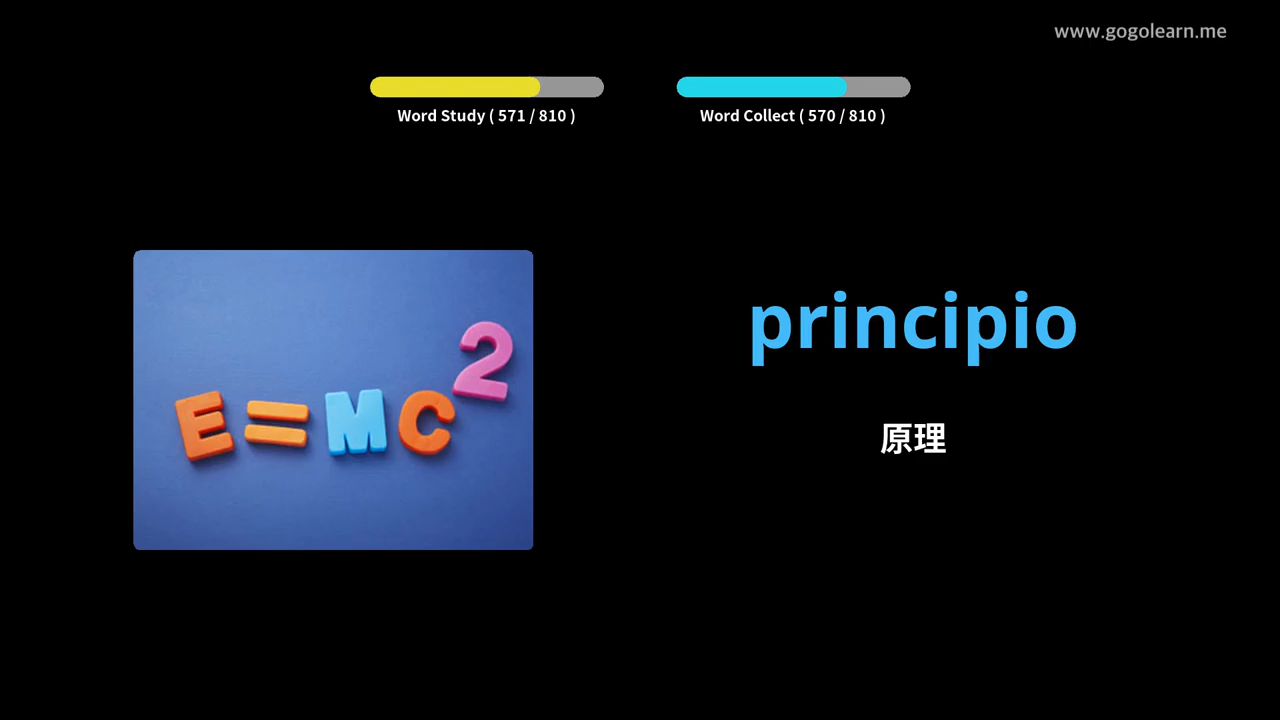 www.gogolearn.me
Word Study ( 571 / 810 )
Word Collect ( 570 / 810 )
E=MC²
principio
原理